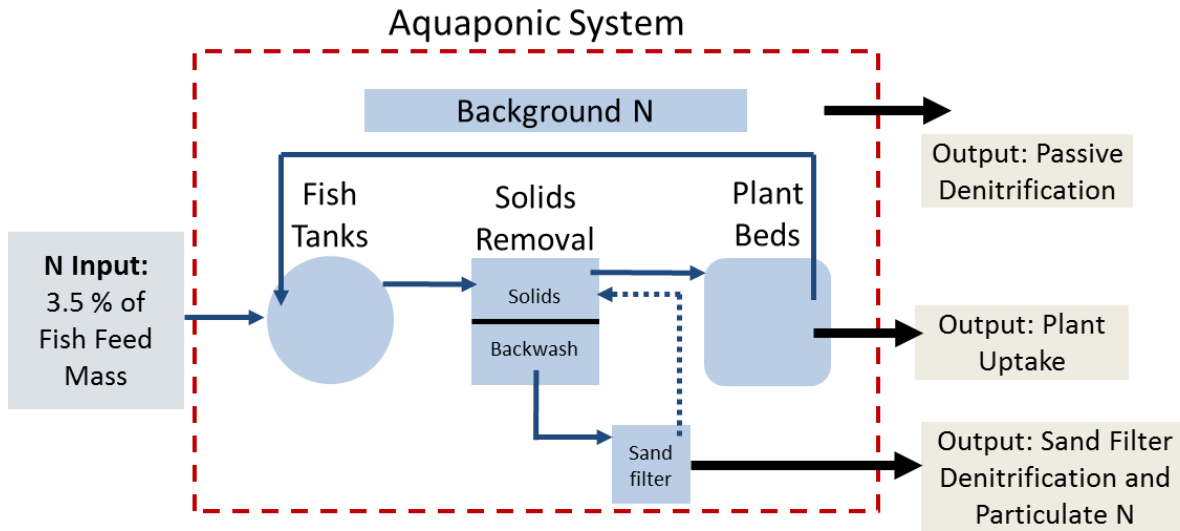 Aquaponic System
Background N
Output: Passive
Denitrification
Fish
Tanks
Solids
Removal
Plant
Beds
N Input:
3.5 % of
Fish Feed
Mass
Solids
Backwash
Output: Plant
Uptake
Sand
filter
Output: Sand Filter
Denitrification and
Particulate N